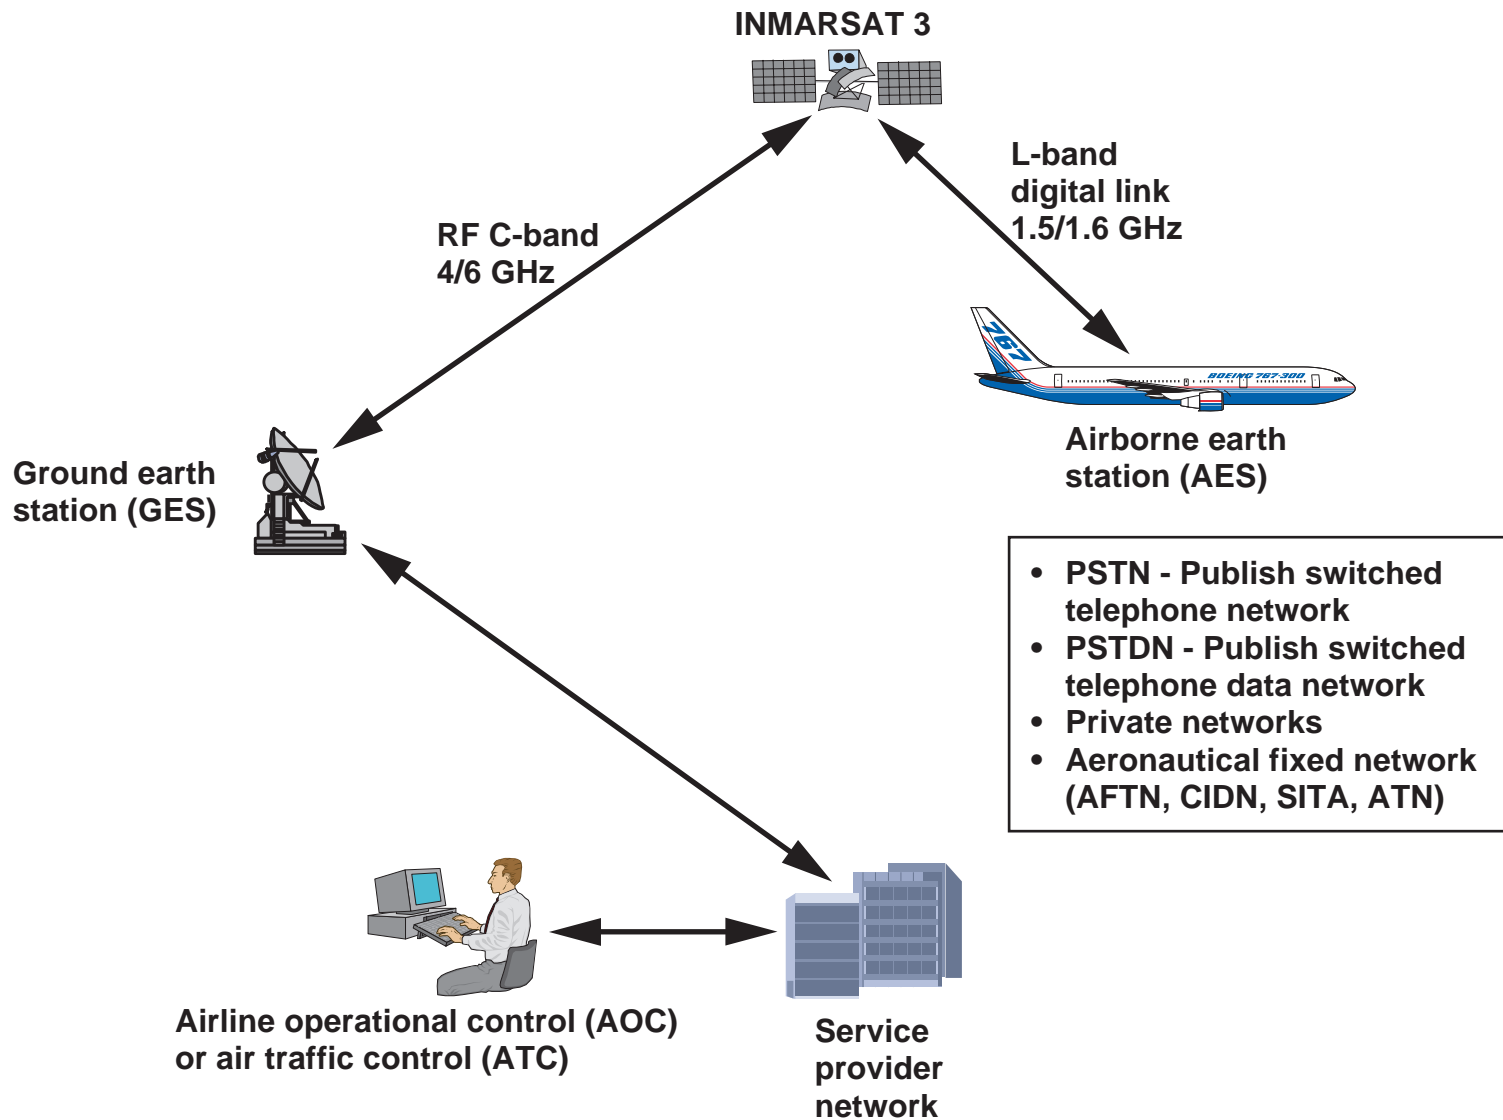 INMARSAT 3
L-band
digital link
1.5/1.6 GHz
RF C-band
4/6 GHz
767
BOEING 767-300
Airborne earth
station (AES)
Ground earth
station (GES)
• PSTN - Publish switched
telephone network
• PSTDN - Publish switched
telephone data network
• Private networks
• Aeronautical fixed network
(AFTN, CIDN, SITA, ATN)
Airline operational control (AOC)
or air traffic control (ATC)
Service
provider
network